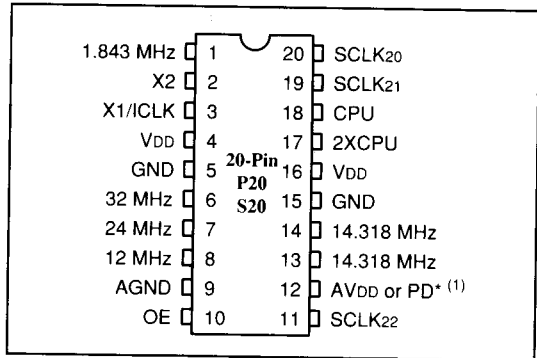 1.843 MHz 1 20 SCLK20
X2 2 19 SCLK21
X1/ICLK 3 18 CPU
VDD 4 17 2XCPU
GND 5 20-Pin 16 VDD
P20
32 MHz 6 15 GND
S20
24 MHz 7 14 14.318 MHz
12 MHz 8 13 14.318 MHz
AGND 9 12 AVDD or PD* (1)
OE 10 11 SCLK22